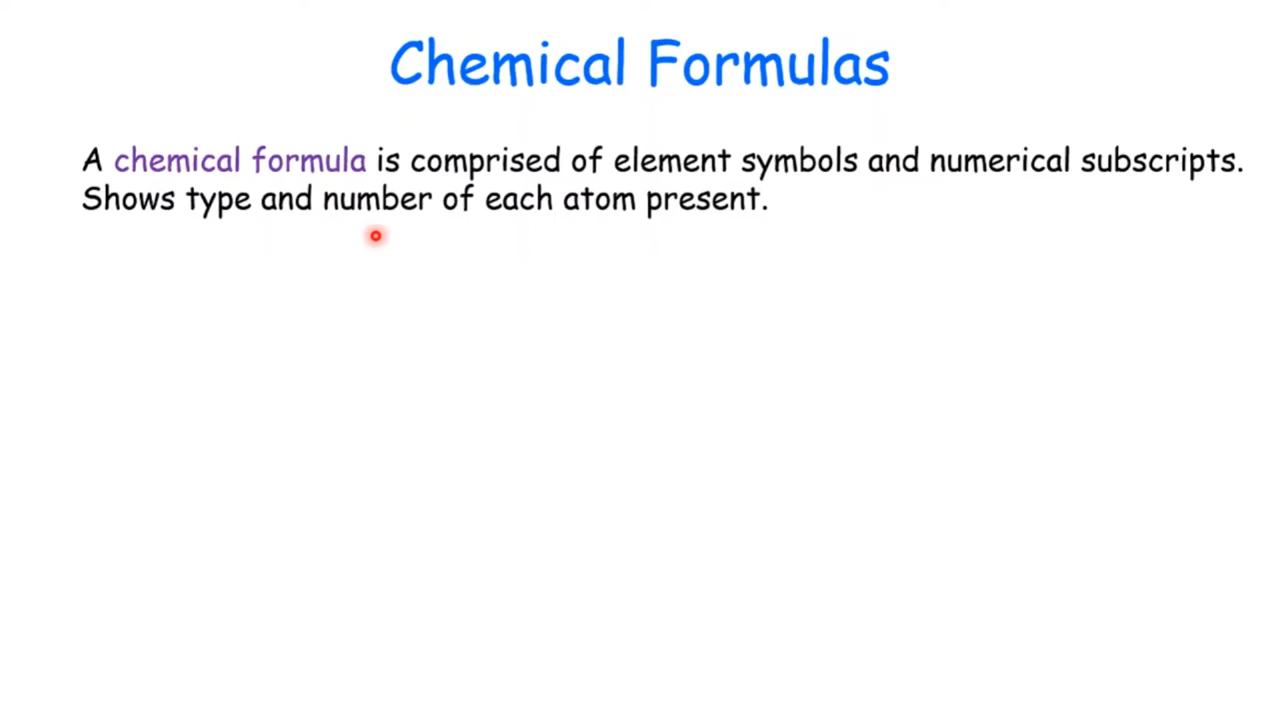 Chemical Formulas
A chemical formula is comprised of element symbols and numerical subscripts.
Shows type and number of each atom present.